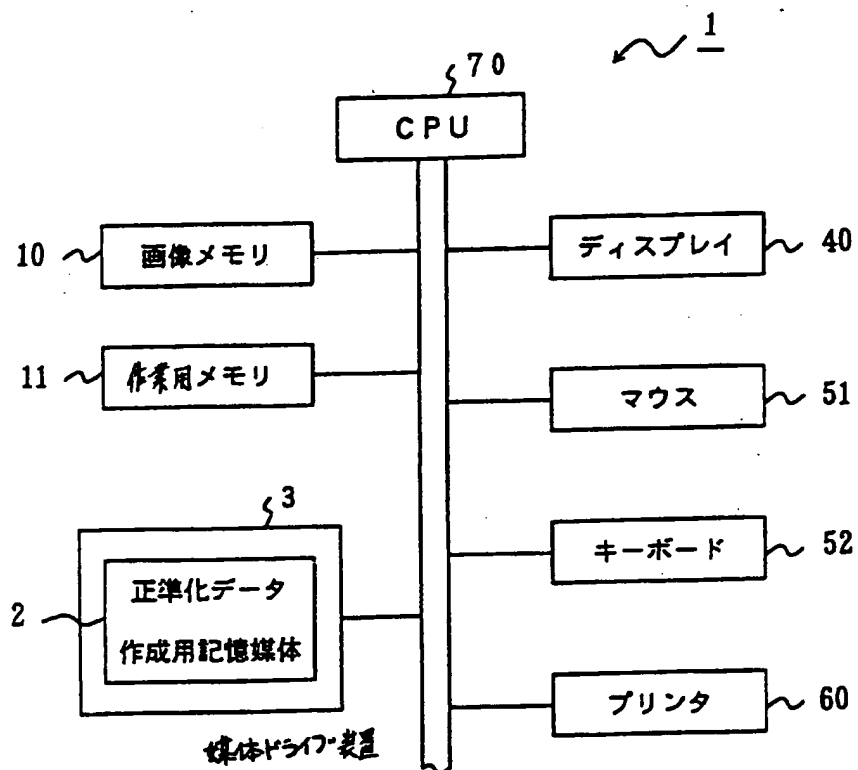 1
70
CPU
10 画像メモリ
ディスプレイ 40
11 作業用メモリ
マウス 51
3
キーボード 52
2 正準化データ
作成用記憶媒体
プリンタ 60
媒体ドライブ装置